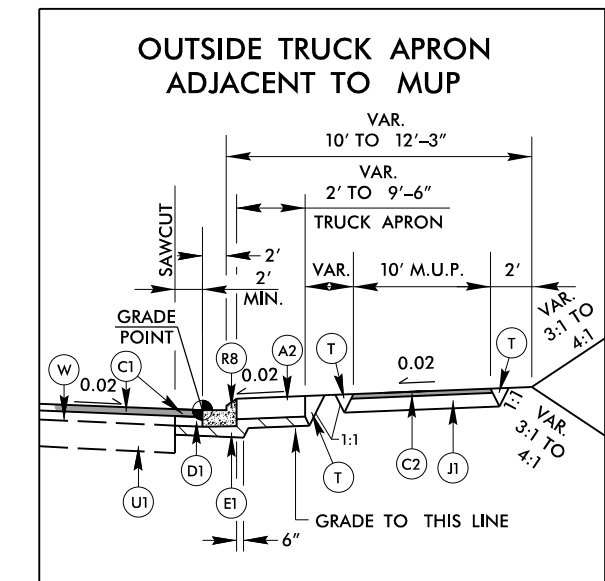 OUTSIDE TRUCK APRON
ADJACENT TO MUP
VAR.
10' TO 12'–3"
VAR.
2' TO 9'–6"
TRUCK APRON
SAWCUT
2'
2'
MIN.
VAR.
10' M.U.P.
2'
GRADE
POINT
VAR.
3:1 TO
4:1
W
C1
0.02
R8
0.02
A2
T
0.02
T
1:1
1:1
VAR.
3:1 TO
4:1
U1
D1
E1
T
C2
J1
GRADE TO THIS LINE
6"